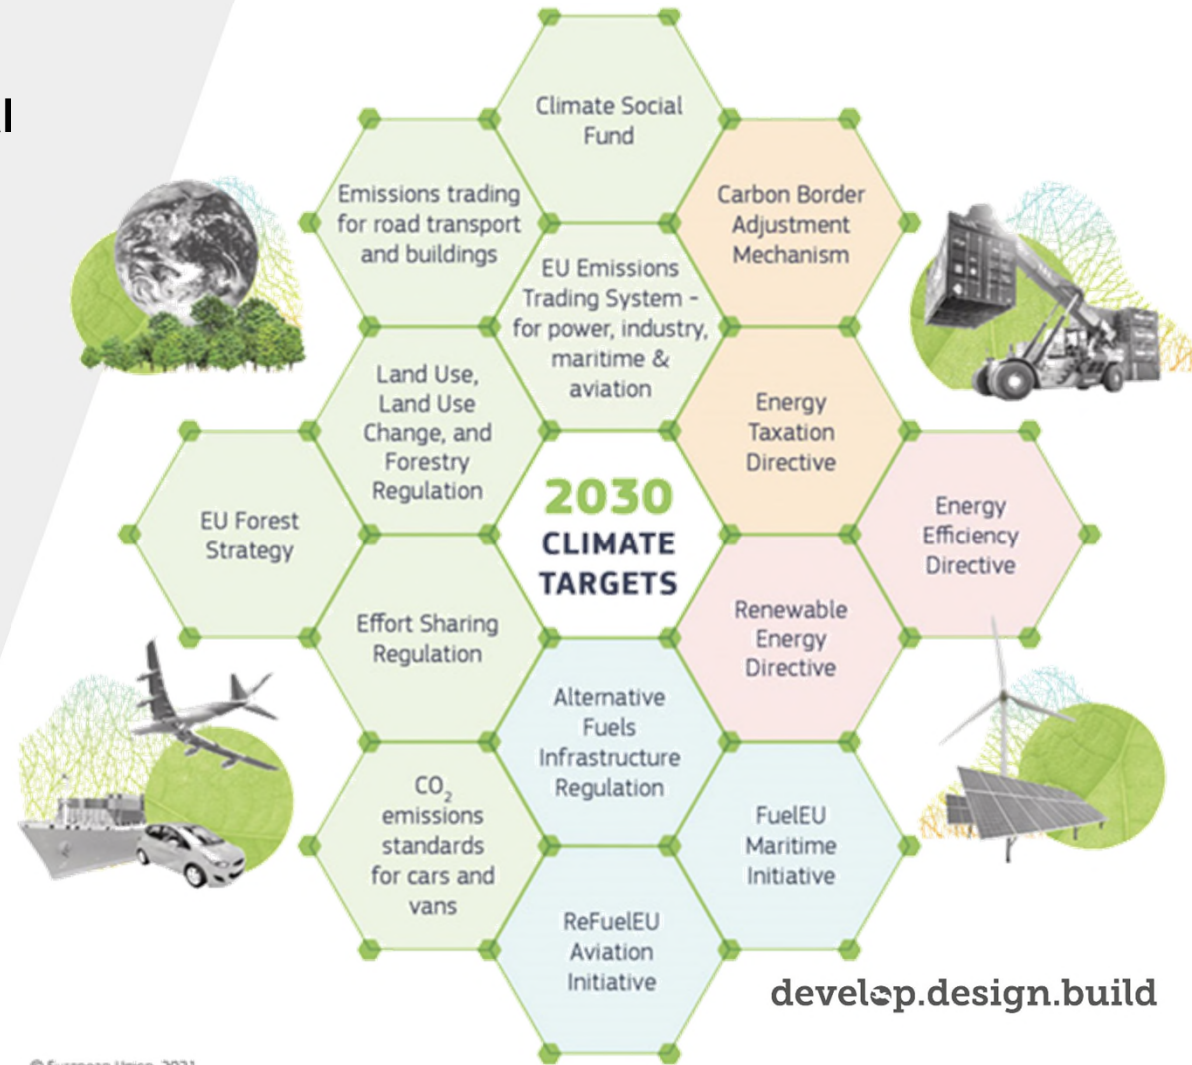 Climate Social
Fund
Emissions trading
for road transport
and buildings
Carbon Border
Adjustment
Mechanism
EU Emissions
Trading System -
for power, industry,
maritime &
aviation
Land Use,
Land Use
Change, and
Forestry
Regulation
Energy
Taxation
Directive
2030
CLIMATE
TARGETS
EU Forest
Strategy
Energy
Efficiency
Directive
Effort Sharing
Regulation
Renewable
Energy
Directive
Alternative
Fuels
Infrastructure
Regulation
CO₂
emissions
standards
for cars and
vans
FuelEU
Maritime
Initiative
ReFuelEU
Aviation
Initiative
develop.design.build
© European Union, 2021